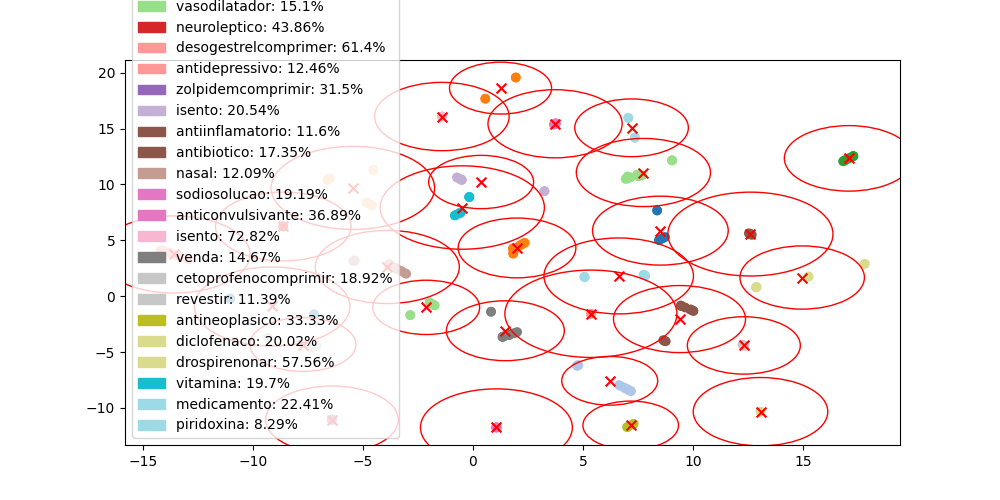 vasodilatador: 15.1%
neuroleptico: 43.86%
desogestrelcomprimer: 61.4%
antidepressivo: 12.46%
zolpidemcomprimir: 31.5%
isento: 20.54%
antiinflamatorio: 11.6%
antibiotico: 17.35%
nasal: 12.09%
sodiosolucao: 19.19%
anticonvulsivante: 36.89%
isento: 72.82%
venda: 14.67%
cetoprofenocomprimir: 18.92%
revestir: 11.39%
antineoplasico: 33.33%
diclofenaco: 20.02%
drospirenonar: 57.56%
vitamina: 19.7%
medicamento: 22.41%
piridoxina: 8.29%
20
15
10
5
0
−5
−10
−15 −10 −5 0 5 10 15